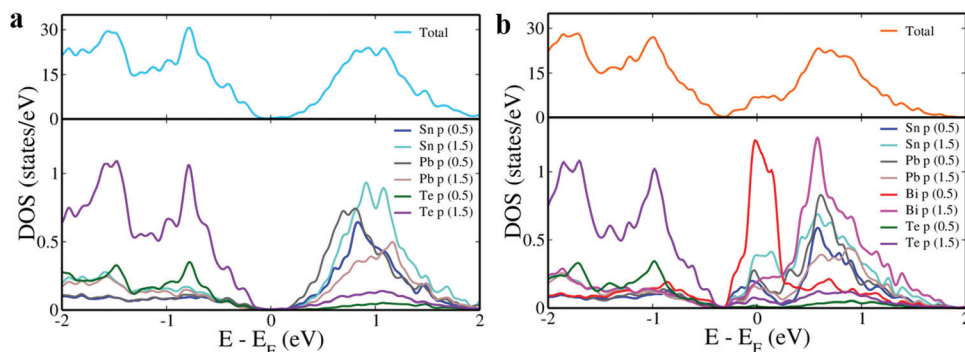 a
30
15
0
Total
DOS (states/eV)
1
0.5
0
Sn p (0.5)
Sn p (1.5)
Pb p (0.5)
Pb p (1.5)
Te p (0.5)
Te p (1.5)
-2 -1 0 1 2
E - E_F (eV)
b
30
15
0
Total
DOS (states/eV)
1
0.5
0
Sn p (0.5)
Sn p (1.5)
Pb p (0.5)
Pb p (1.5)
Bi p (0.5)
Bi p (1.5)
Te p (0.5)
Te p (1.5)
-2 -1 0 1 2
E - E_F (eV)